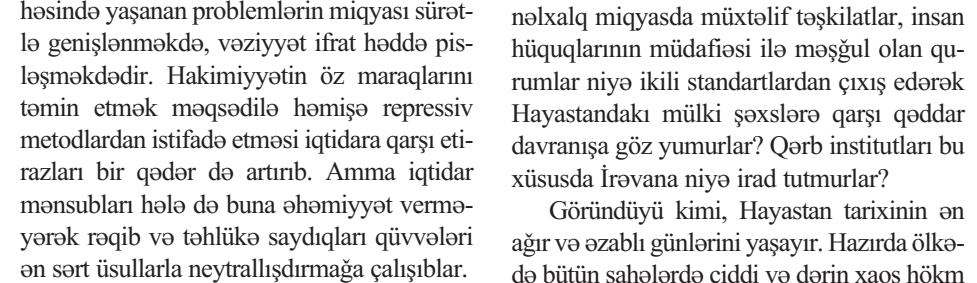 həsində yaşanan problemlərin miqyası sürət-
lə genişlənməkdə, vəziyyət ifrat həddə pis-
ləşməkdədir. Hakimiyyətin öz maraqlarını
təmin etmək məqsədilə həmişə repressiv
metodlardan istifadə etməsi iqtidara qarşı eti-
razları bir qədər də artırıb. Amma iqtidar
mənsubları hələ də buna əhəmiyyət vermə-
yərək rəqib və təhlükə saydıqları qüvvələri
ən sərt üsullarla neytrallışdırmağa çalışıblar.
nəlxalq miqyasda müxtəlif təşkilatlar, insan
hüquqlarının müdafiəsi ilə məşğul olan qu-
rumlar niyə ikili standartlardan çıxış edərək
Hayastandakı mülki şəxslərə qarşı qəddar
davranışa göz yumurlar? Qərb institutları bu
xüsusda İrəvana niyə irad tutmurlar?
Göründüyü kimi, Hayastan tarixinin ən
ağır və əzablı günlərini yaşayır. Hazırda ölkə-
də bütün sahələrdə ciddi və dərin xaos hökm